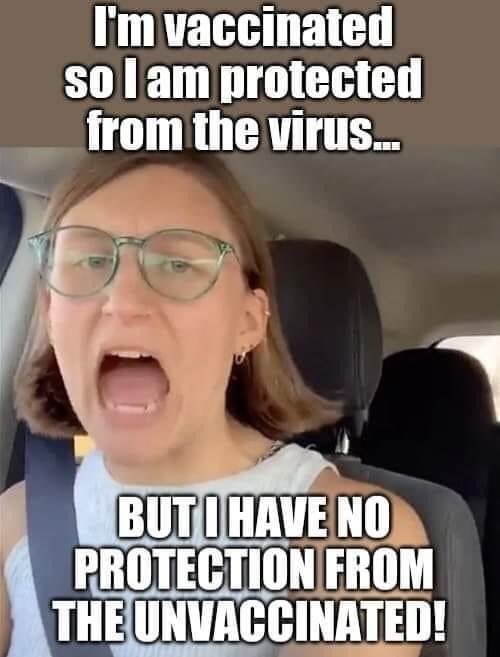 I'm vaccinated
so I am protected
from the virus...
BUT I HAVE NO
PROTECTION FROM
THE UNVACCINATED!